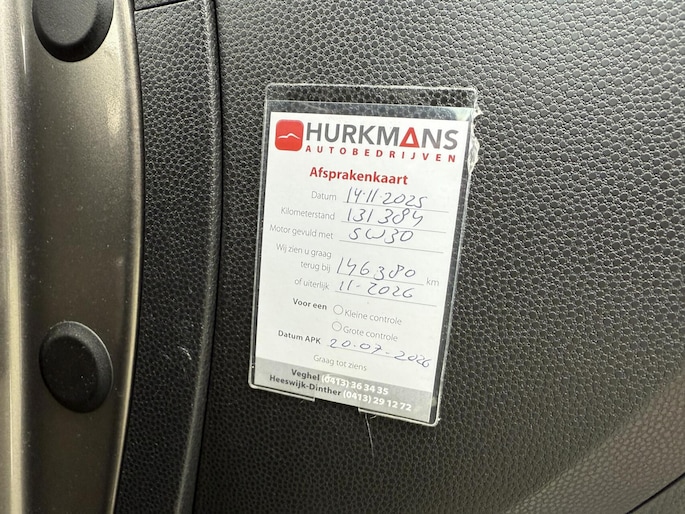 HURKMANS
AUTOBEDRIJVEN
Afsprakenkaart
Datum 14-11-2025
Kilometerstand 131384
Motor gevuld met 5W30
Wij zien u graag
terug bij 146380 km
of uiterlijk 11-2026
Voor een Kleine controle
Grote controle
Datum APK 20-07-2026
Graag tot ziens
Veghel (0413) 36 34 35
Heeswijk-Dinther (0413) 29 12 72